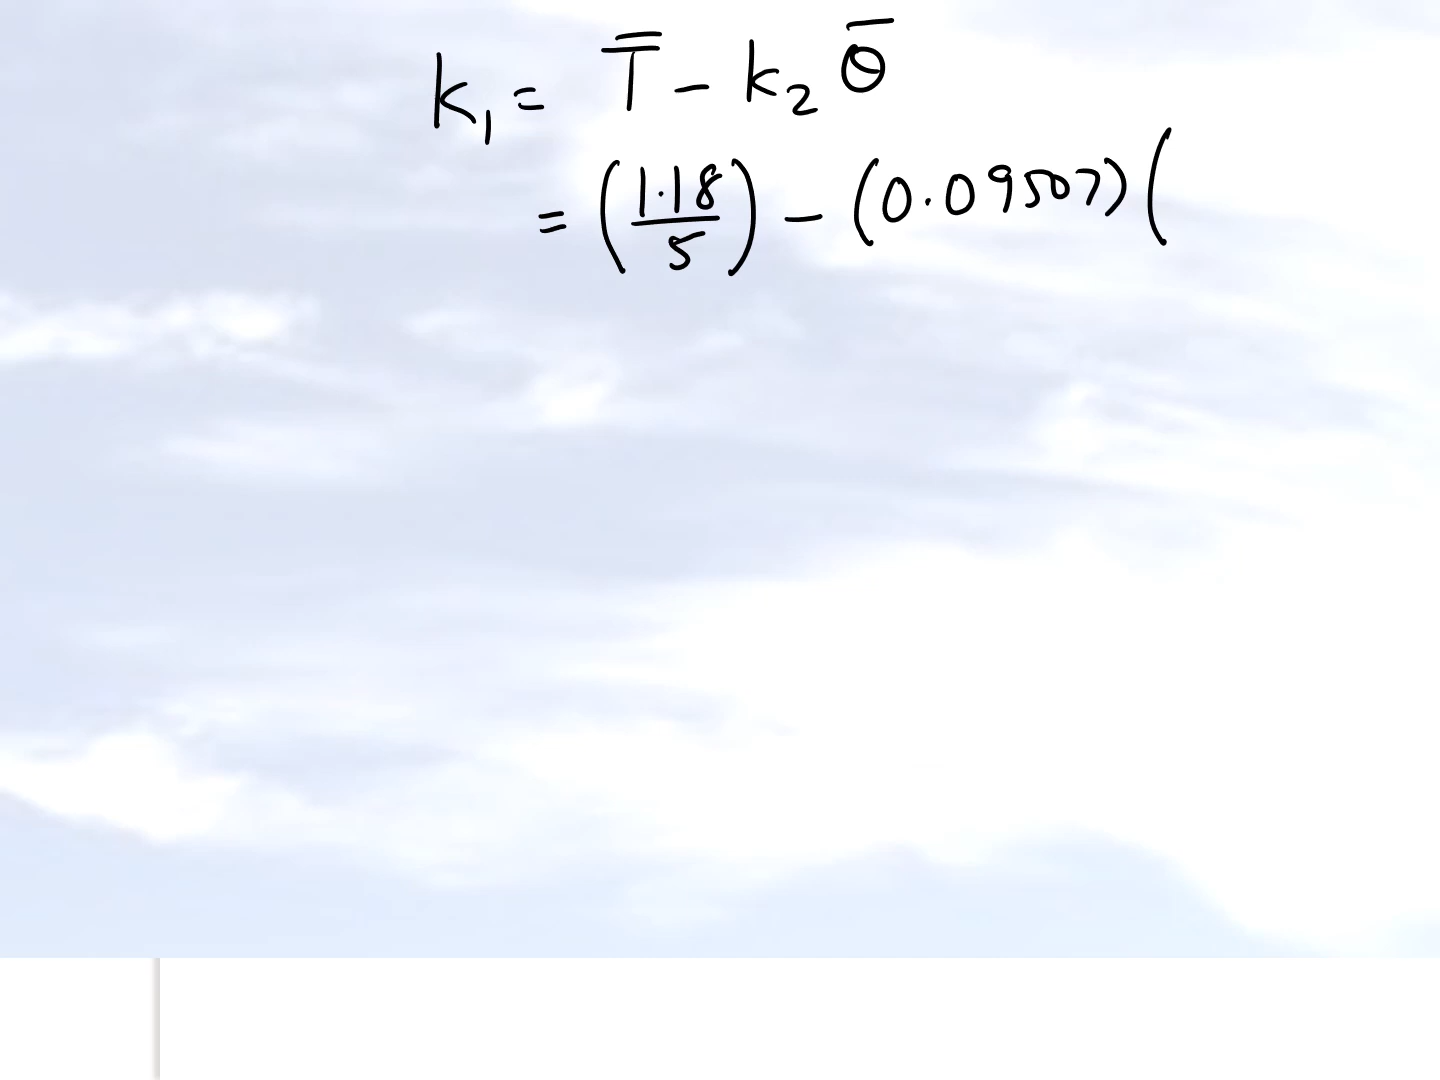 k₁ = T̿ - k₂ θ̅
= (1.18/5) - (0.09507)(